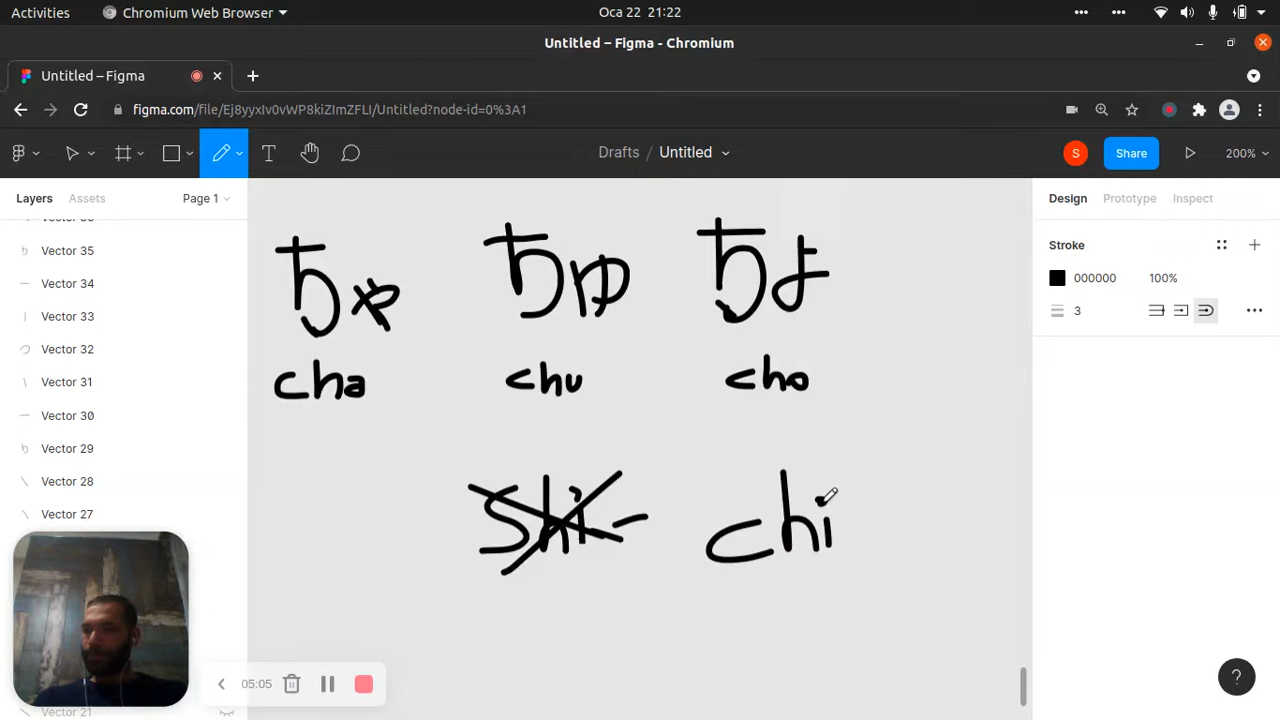 Activities Chromium Web Browser Oca 22 21:22
Untitled – Figma - Chromium
Untitled – Figma
figma.com/file/Ej8yyxIv0vWP8kiZImZFLI/Untitled?node-id=0%3A1
Drafts / Untitled S Share 200%
Layers Assets Page 1 Design Prototype Inspect
Vector 35
Vector 34
Vector 33
Vector 32
Vector 31
Vector 30
Vector 29
Vector 28
Vector 27
Vector 21
ちゃ ちゅ ちょ
cha chu cho
Shi- chi
Stroke
000000 100%
3
05:05
?